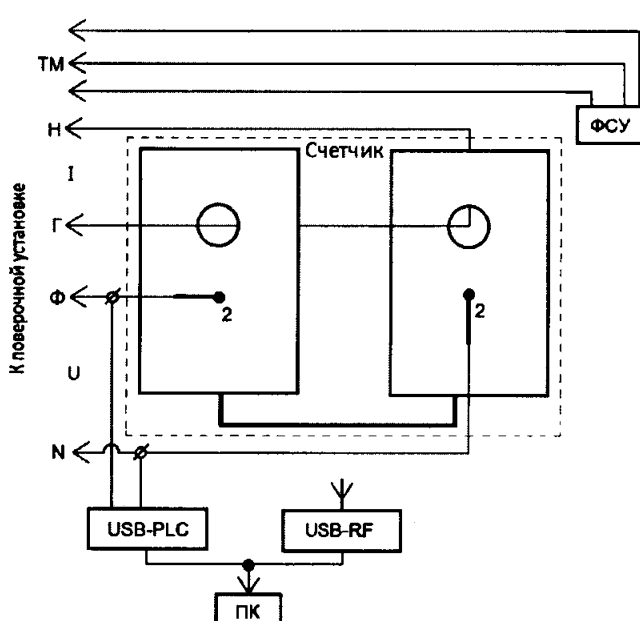 ТМ
ФСУ
Н
Счетчик
I
К поверочной установке
Г
Ф
2
2
U
N
USB-PLC
USB-RF
ПК